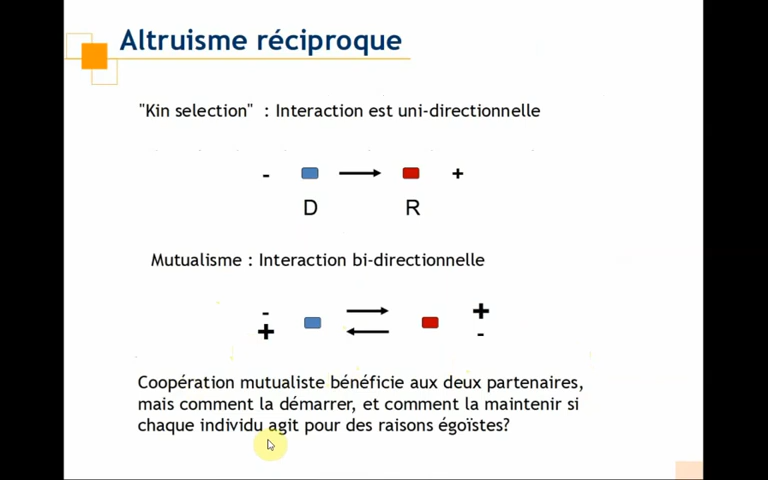 Altruisme réciproque
"Kin selection" : Interaction est uni-directionnelle
- +
D R
Mutualisme : Interaction bi-directionnelle
- +
+ -
Coopération mutualiste bénéficie aux deux partenaires,
mais comment la démarrer, et comment la maintenir si
chaque individu agit pour des raisons égoïstes?